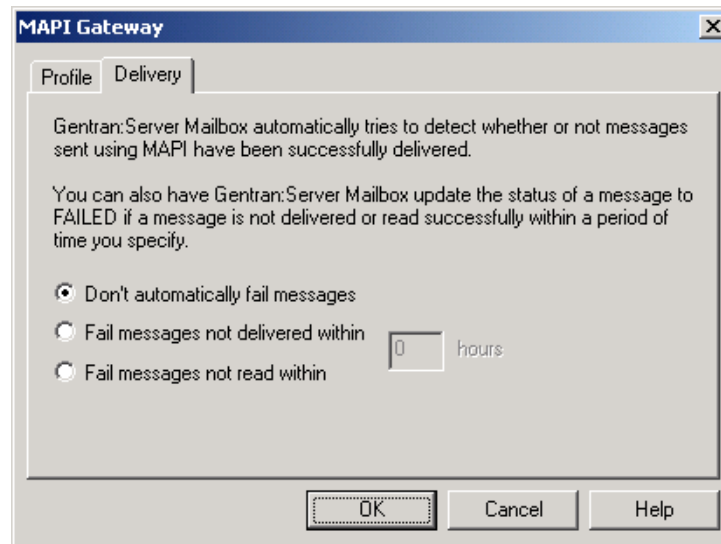 MAPI Gateway
Profile
Delivery
Gentran:Server Mailbox automatically tries to detect whether or not messages
sent using MAPI have been successfully delivered.
You can also have Gentran:Server Mailbox update the status of a message to
FAILED if a message is not delivered or read successfully within a period of
time you specify.
Don't automatically fail messages
Fail messages not delivered within
0 hours
Fail messages not read within
OK Cancel Help